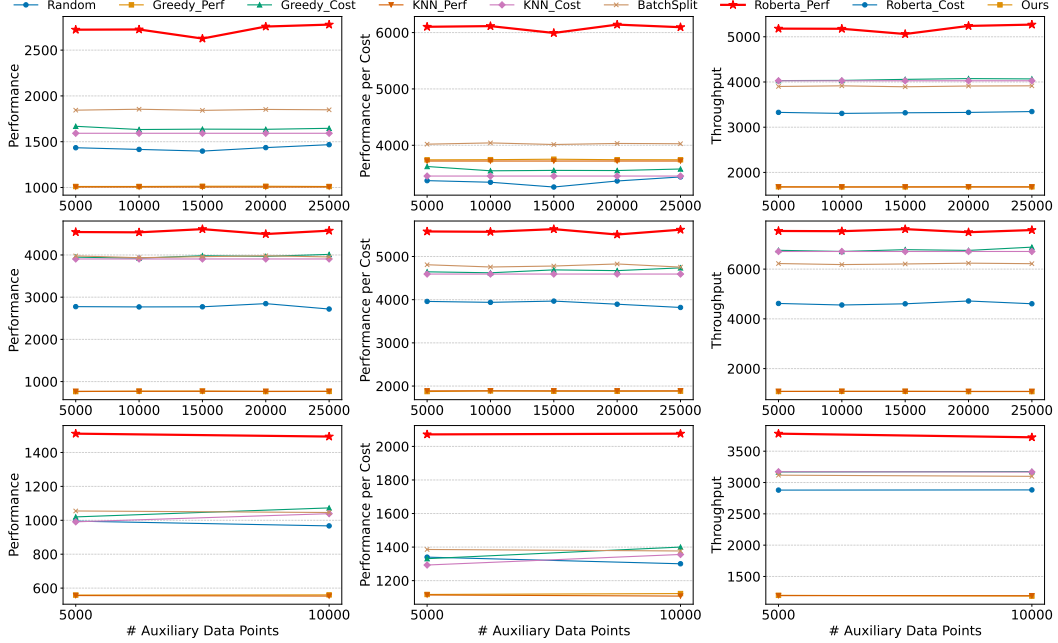 Random Greedy_Perf Greedy_Cost KNN_Perf KNN_Cost BatchSplit Roberta_Perf Roberta_Cost Ours
Performance
2500
2000
1500
1000
5000 10000 15000 20000 25000
Performance per Cost
6000
5000
4000
5000 10000 15000 20000 25000
Throughput
5000
4000
3000
2000
5000 10000 15000 20000 25000
Performance
4000
3000
2000
1000
5000 10000 15000 20000 25000
Performance per Cost
5000
4000
3000
2000
5000 10000 15000 20000 25000
Throughput
6000
4000
2000
5000 10000 15000 20000 25000
Performance
1400
1200
1000
800
600
5000 10000
# Auxiliary Data Points
Performance per Cost
2000
1800
1600
1400
1200
5000 10000
# Auxiliary Data Points
Throughput
3500
3000
2500
2000
1500
5000 10000
# Auxiliary Data Points